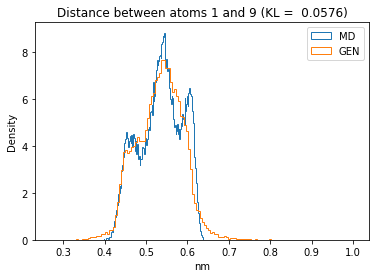 Distance between atoms 1 and 9 (KL =  0.0576)
MD
GEN
Density
8
6
4
2
0
0.3 0.4 0.5 0.6 0.7 0.8 0.9 1.0
nm